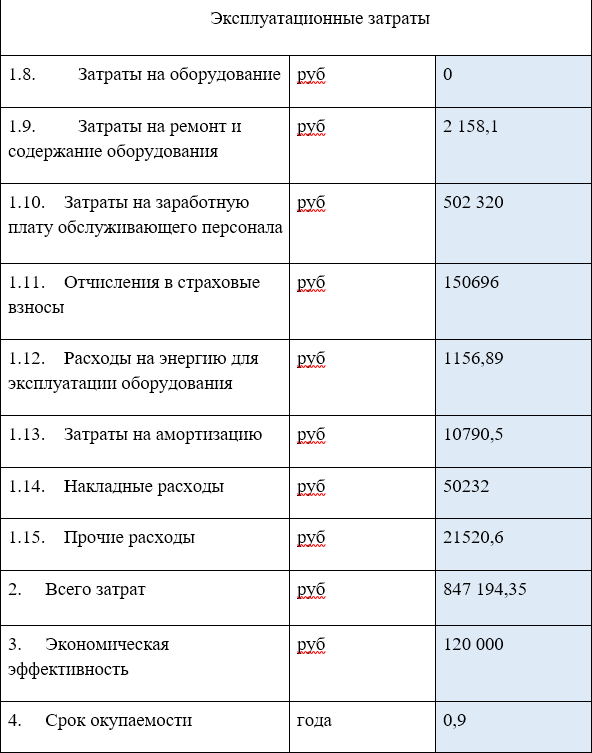 Эксплуатационные затраты
1.8. Затраты на оборудование руб 0
1.9. Затраты на ремонт и руб 2 158,1
содержание оборудования
1.10. Затраты на заработную руб 502 320
плату обслуживающего персонала
1.11. Отчисления в страховые руб 150696
взносы
1.12. Расходы на энергию для руб 1156,89
эксплуатации оборудования
1.13. Затраты на амортизацию руб 10790,5
1.14. Накладные расходы руб 50232
1.15. Прочие расходы руб 21520,6
2. Всего затрат руб 847 194,35
3. Экономическая руб 120 000
эффективность
4. Срок окупаемости года 0,9